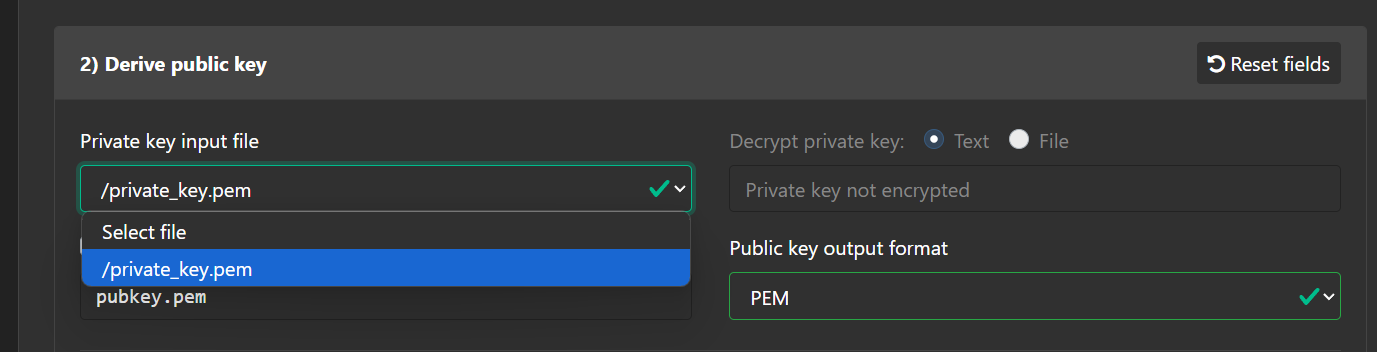 2) Derive public key
Reset fields
Private key input file
Decrypt private key:
Text
File
/private_key.pem
Private key not encrypted
Select file
/private_key.pem
Public key output format
pubkey.pem
PEM